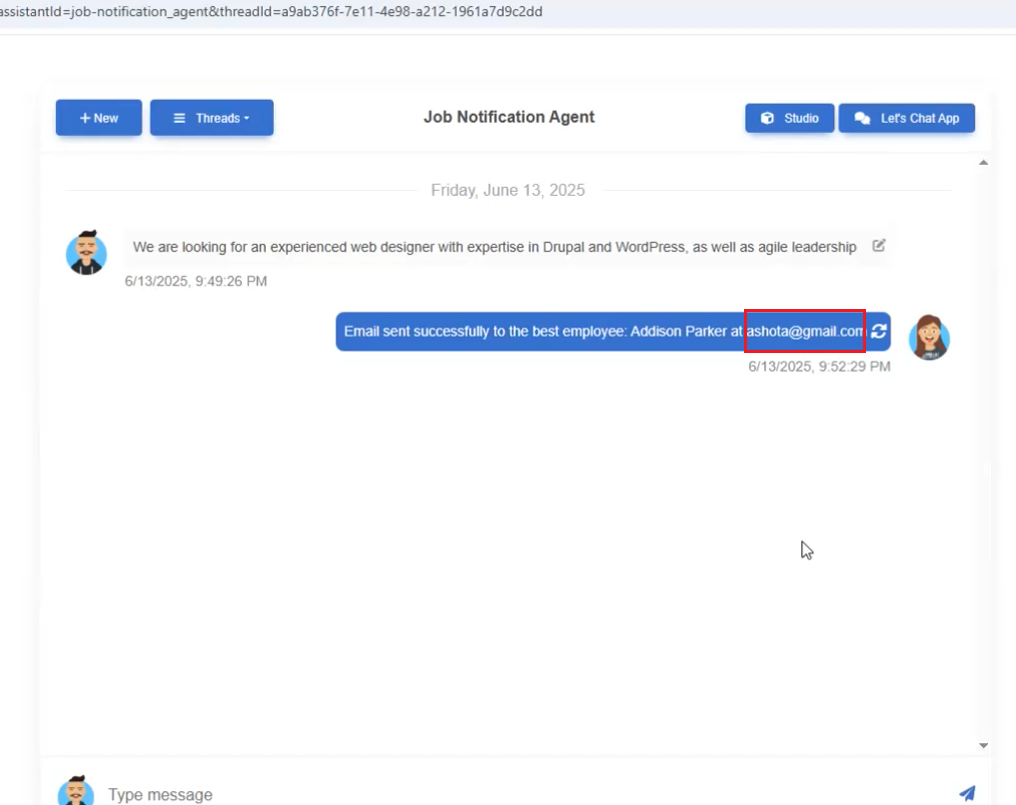 assistantId=job-notification_agent&threadId=a9ab376f-7e11-4e98-a212-1961a7d9c2dd
+ New
Threads
Job Notification Agent
Studio
Let's Chat App
Friday, June 13, 2025
We are looking for an experienced web designer with expertise in Drupal and WordPress, as well as agile leadership
6/13/2025, 9:49:26 PM
Email sent successfully to the best employee: Addison Parker at ashota@gmail.com
6/13/2025, 9:52:29 PM
Type message